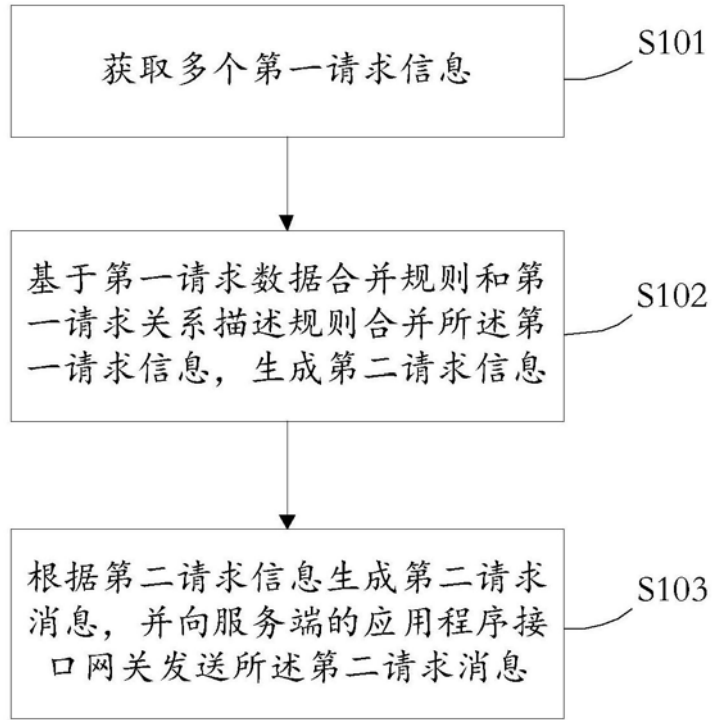 获取多个第一请求信息
S101
基于第一请求数据合并规则和第
一请求关系描述规则合并所述第
一请求信息，生成第二请求信息
S102
根据第二请求信息生成第二请求
消息，并向服务端的应用程序接
口网关发送所述第二请求消息
S103